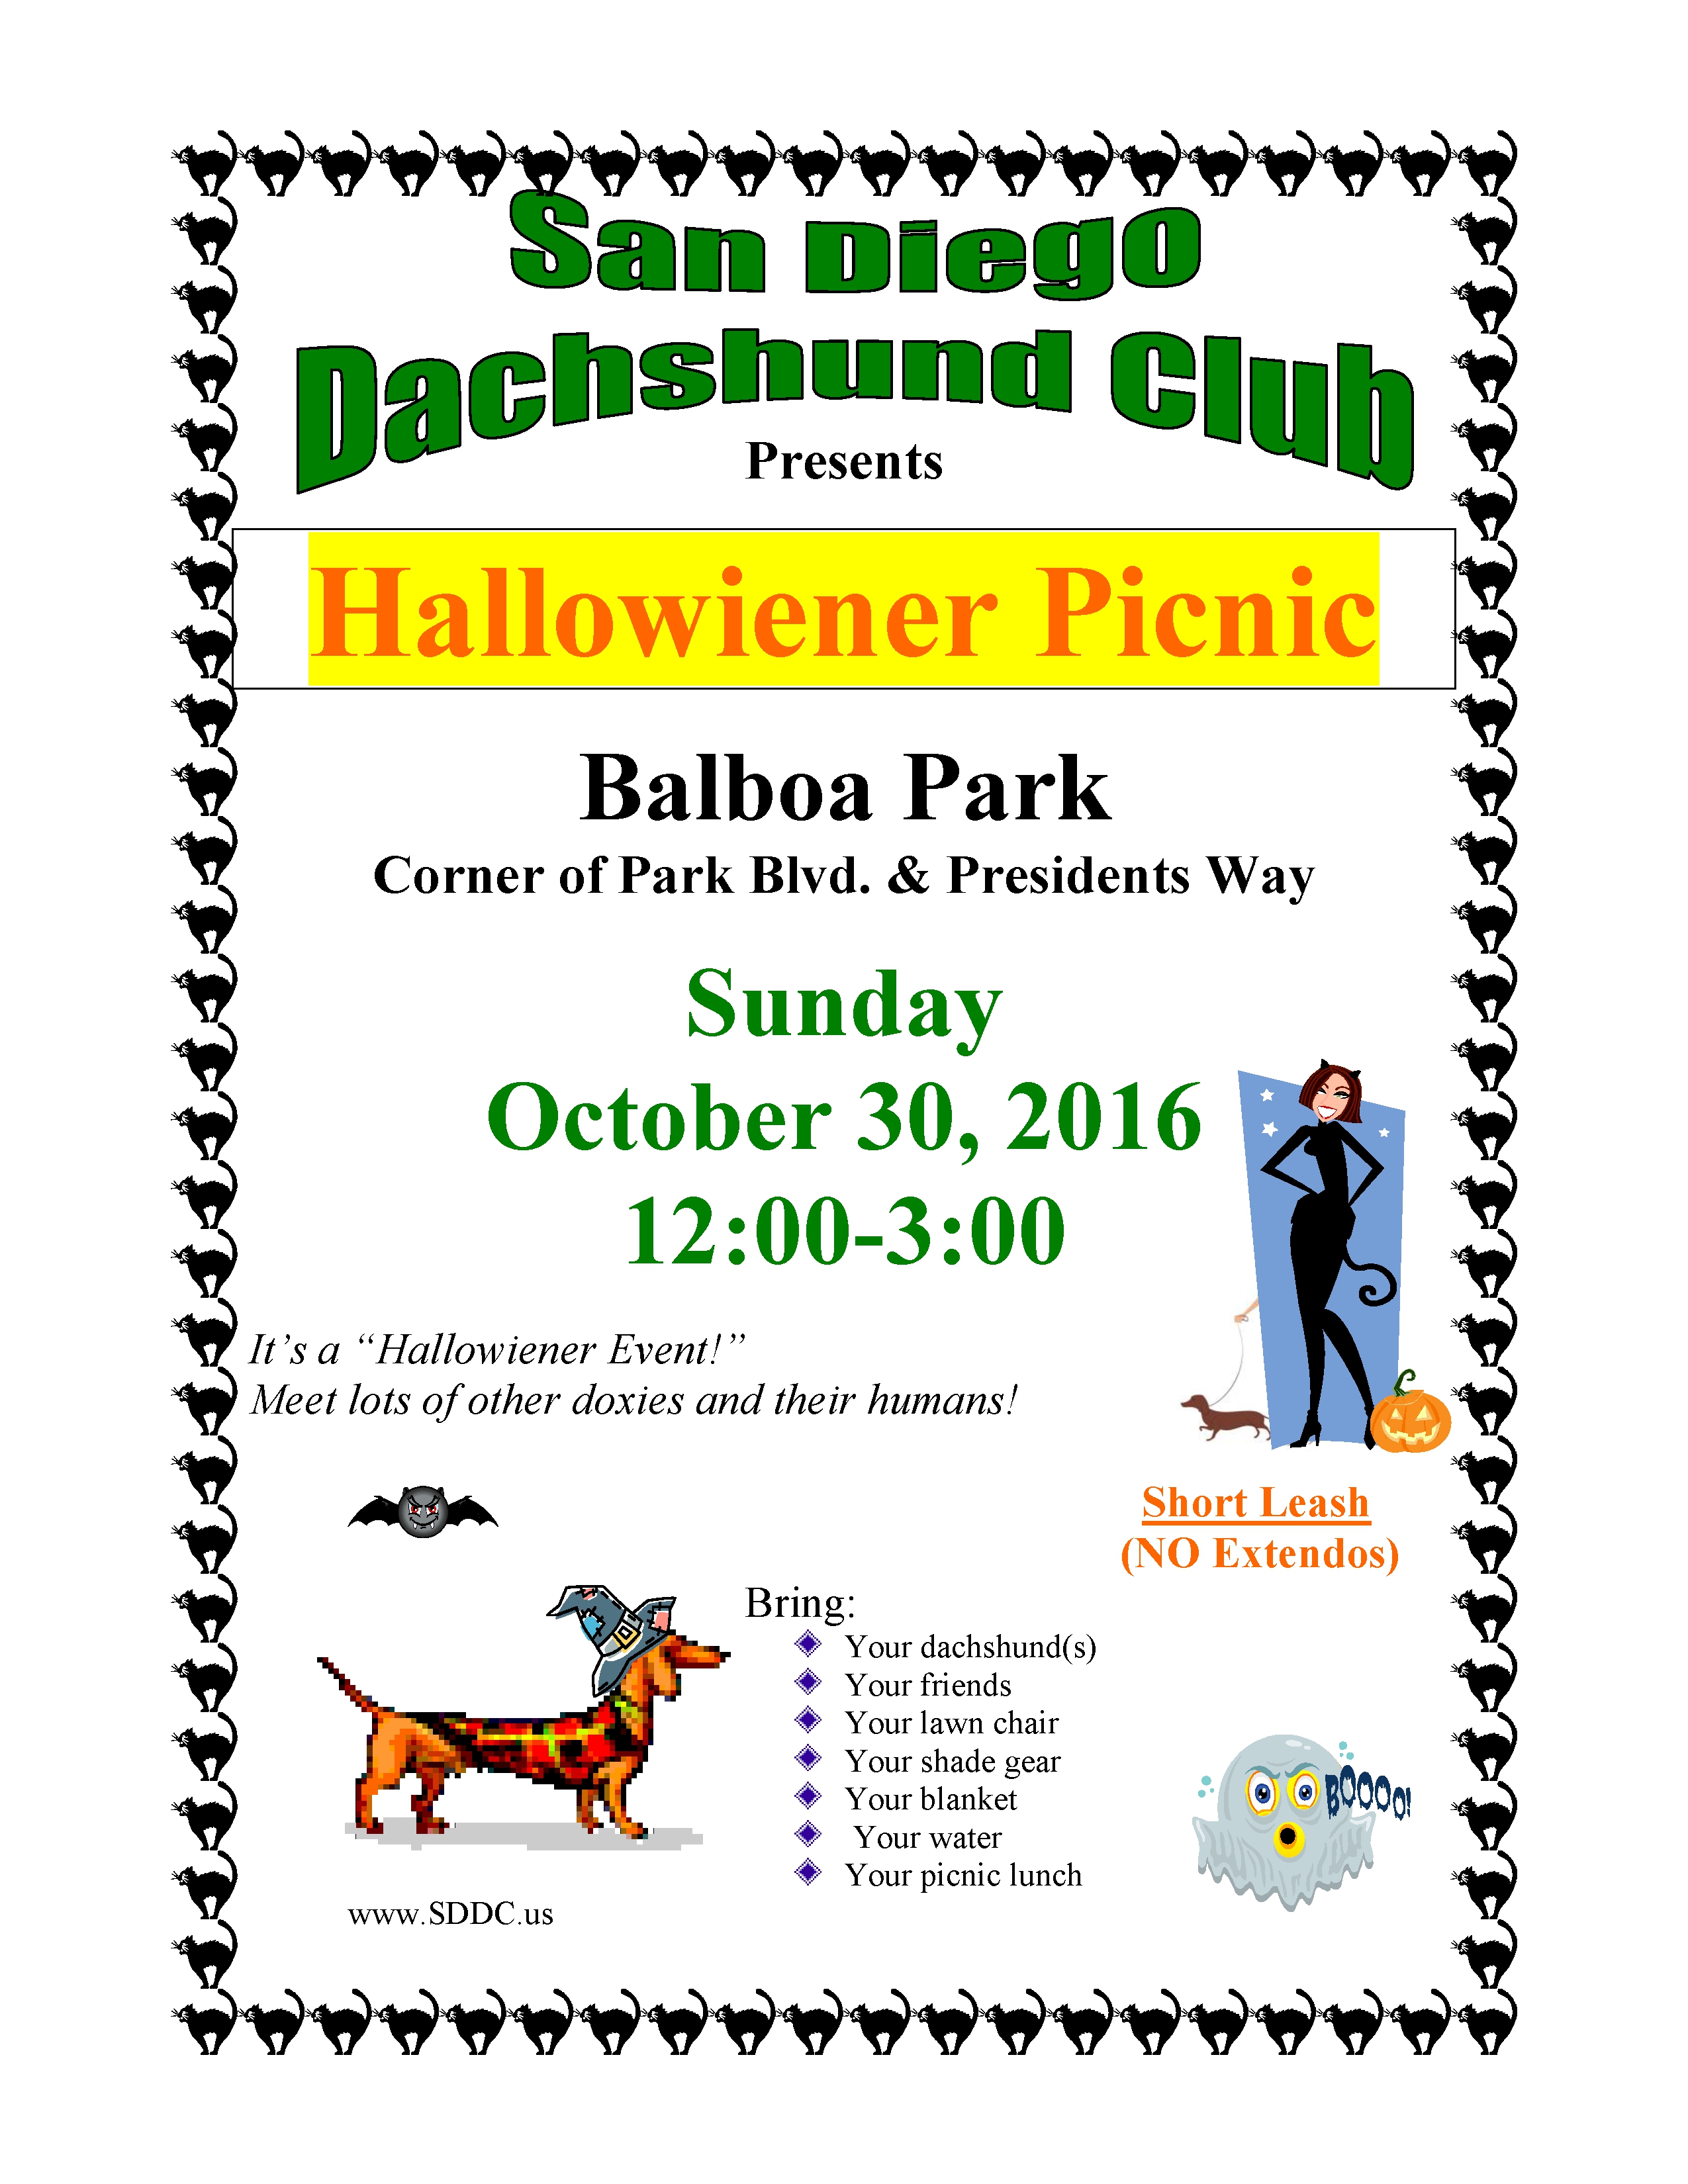 San Diego
Dachshund Club
Presents
Hallowiener Picnic
Balboa Park
Corner of Park Blvd. & Presidents Way
Sunday
October 30, 2016
12:00-3:00
It’s a “Hallowiener Event!”
Meet lots of other doxies and their humans!
Short Leash
(NO Extendos)
Bring:
Your dachshund(s)
Your friends
Your lawn chair
Your shade gear
Your blanket
Your water
Your picnic lunch
BOOOO!
www.SDDC.us